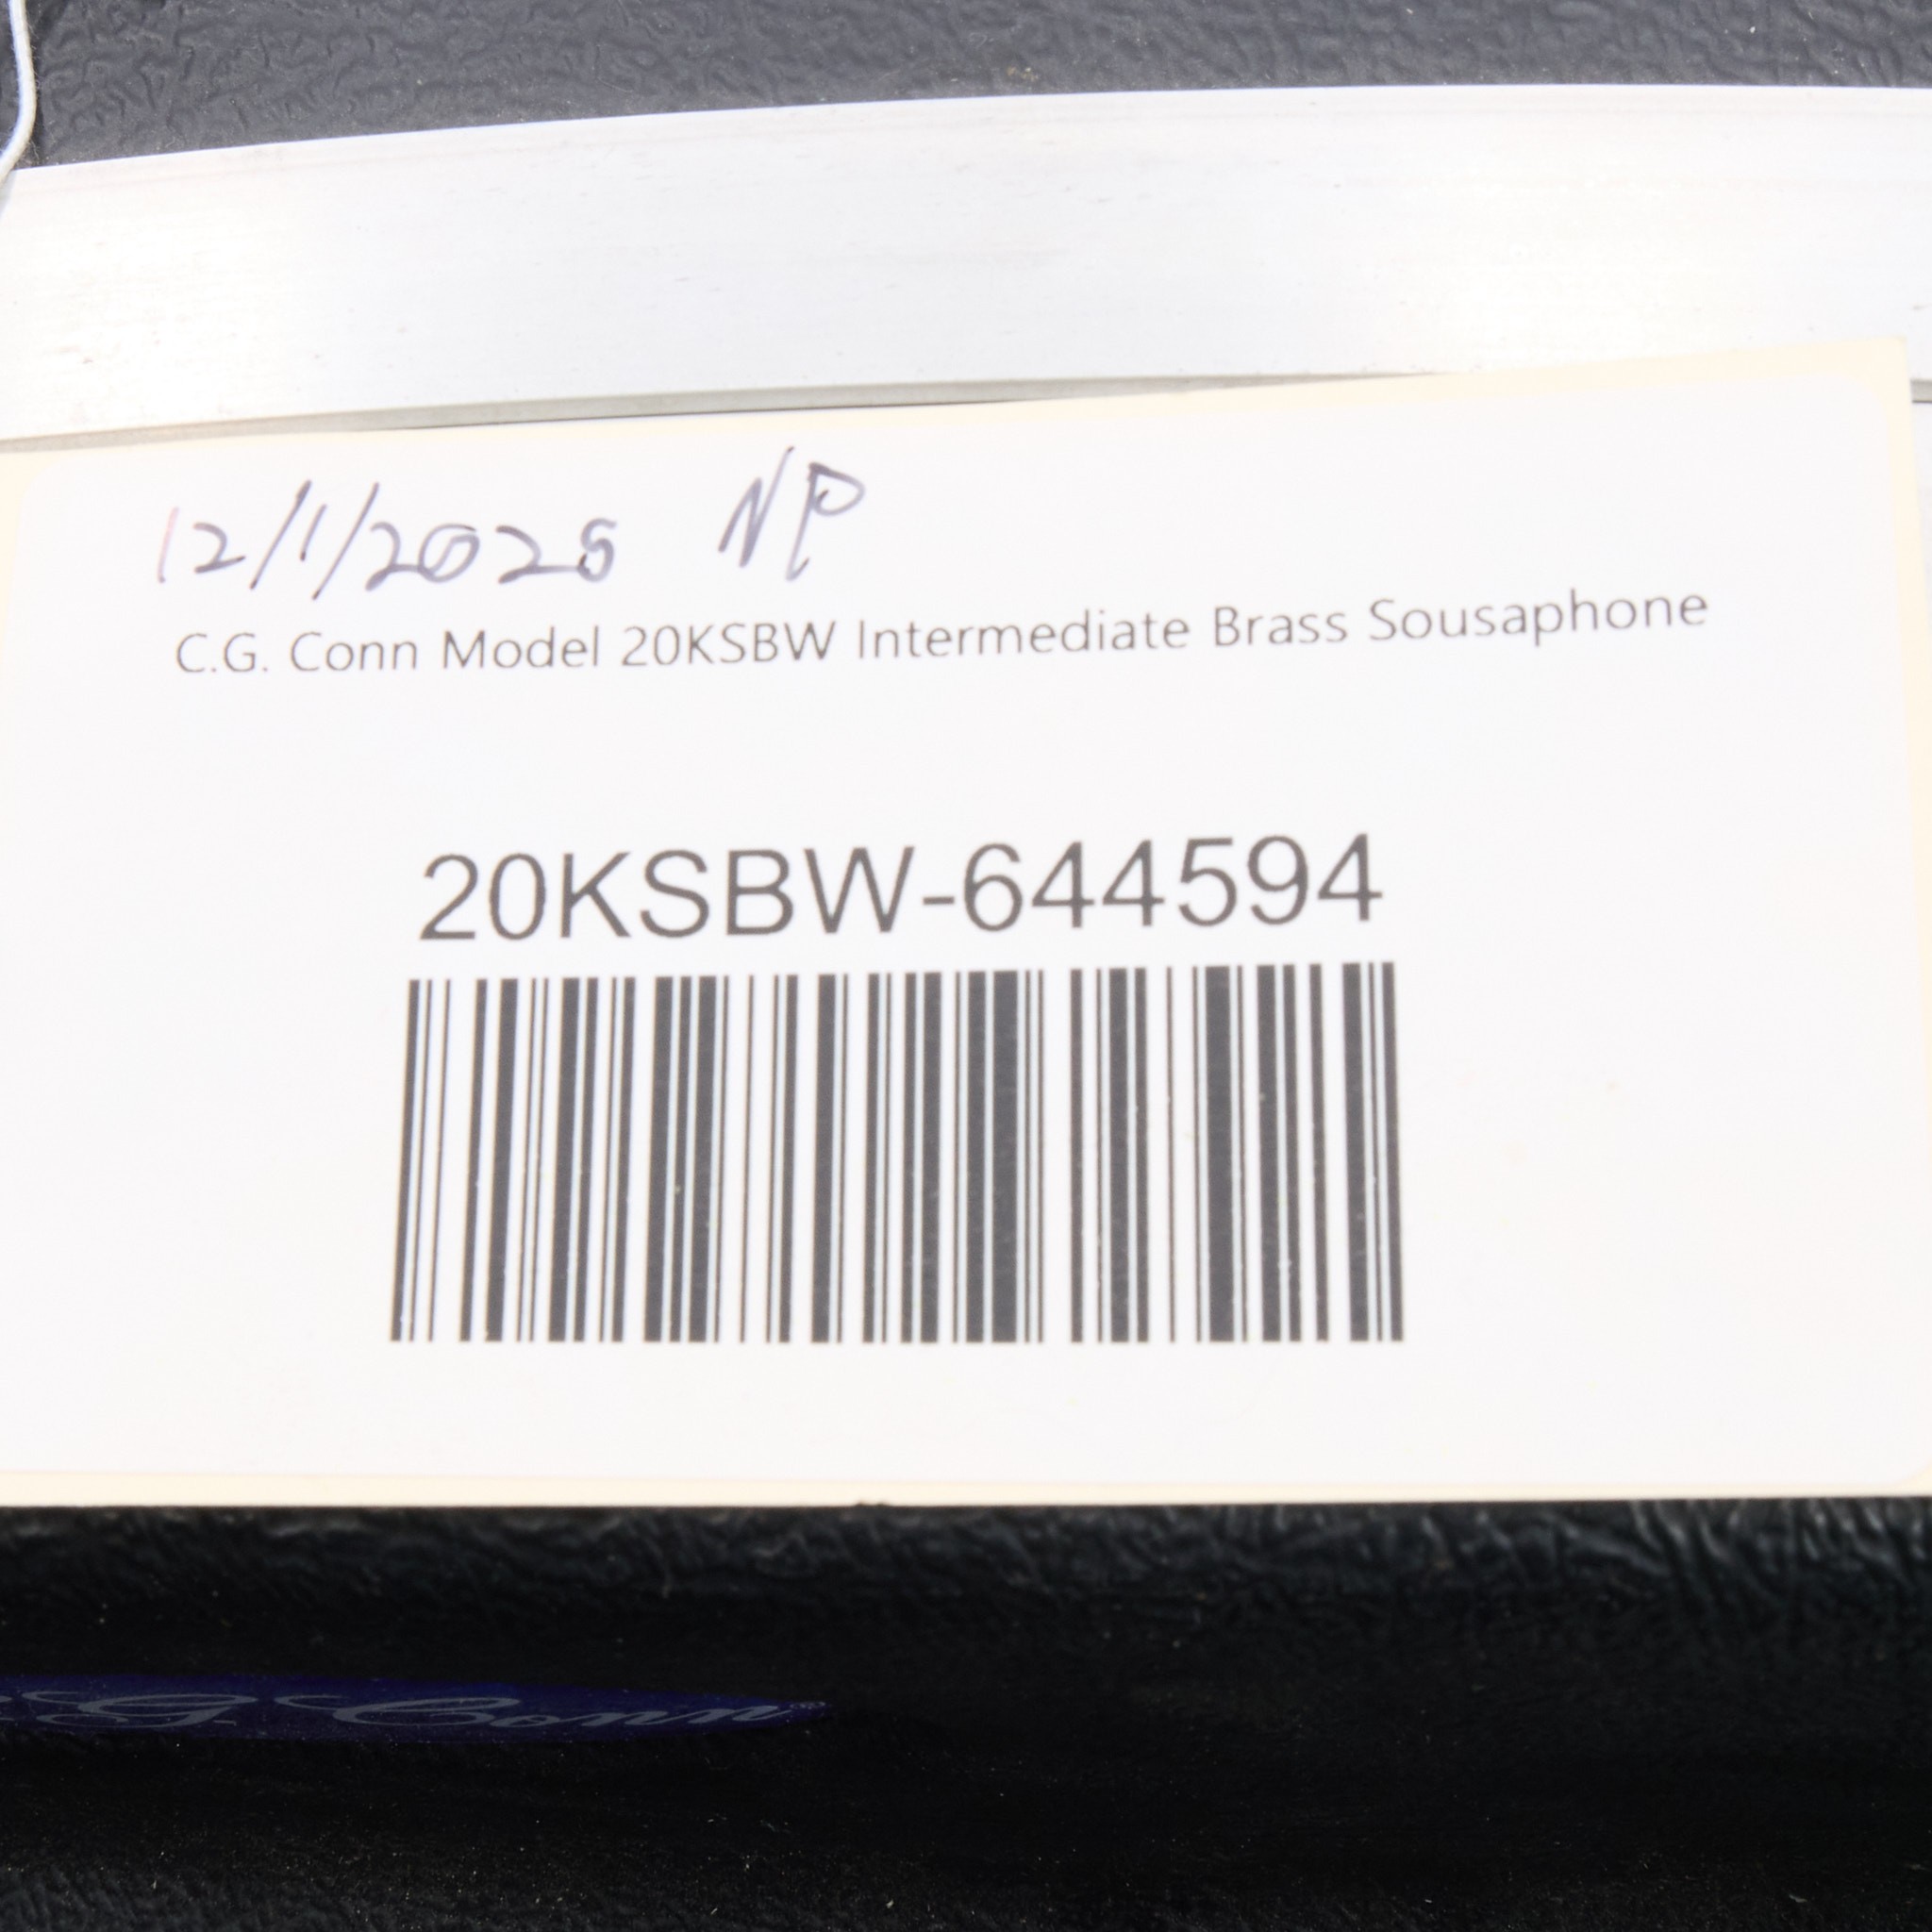 12/1/2025 NP
C.G. Conn Model 20KSBW Intermediate Brass Sousaphone
20KSBW-644594
G Conn®